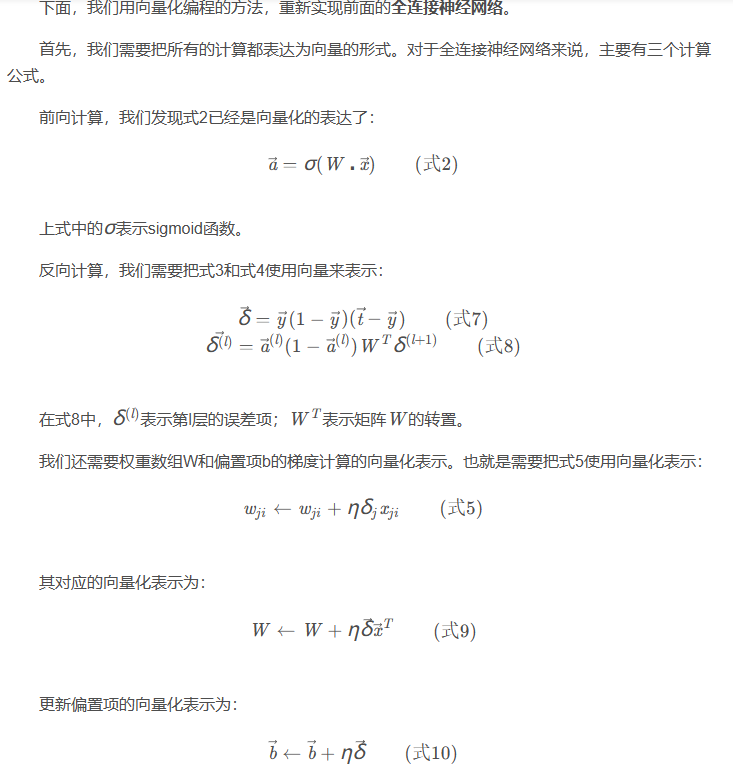 下面，我们用向量化编程的方法，重新实现前面的全连接神经网络。
首先，我们需要把所有的计算都表达为向量的形式。对于全连接神经网络来说，主要有三个计算
公式。
前向计算，我们发现式2已经是向量化的表达了：
$\vec{a} = \sigma(W \centerdot \vec{x})$ (式2)
上式中的σ表示sigmoid函数。
反向计算，我们需要把式3和式4使用向量来表示：
$\vec{\delta} = \vec{y}(1 - \vec{y})(\vec{t} - \vec{y})$ (式7)
$\vec{\delta^{(l)}} = \vec{a}^{(l)}(1 - \vec{a}^{(l)})W^T\delta^{(l+1)}$ (式8)
在式8中，$\delta^{(l)}$表示第l层的误差项；$W^T$表示矩阵$W$的转置。
我们还需要权重数组W和偏置项b的梯度计算的向量化表示。也就是需要把式5使用向量化表示：
$w_{ji} \leftarrow w_{ji} + \eta\delta_j x_{ji}$ (式5)
其对应的向量化表示为：
$W \leftarrow W + \eta\vec{\delta}\vec{x}^T$ (式9)
更新偏置项的向量化表示为：
$\vec{b} \leftarrow \vec{b} + \eta\vec{\delta}$ (式10)